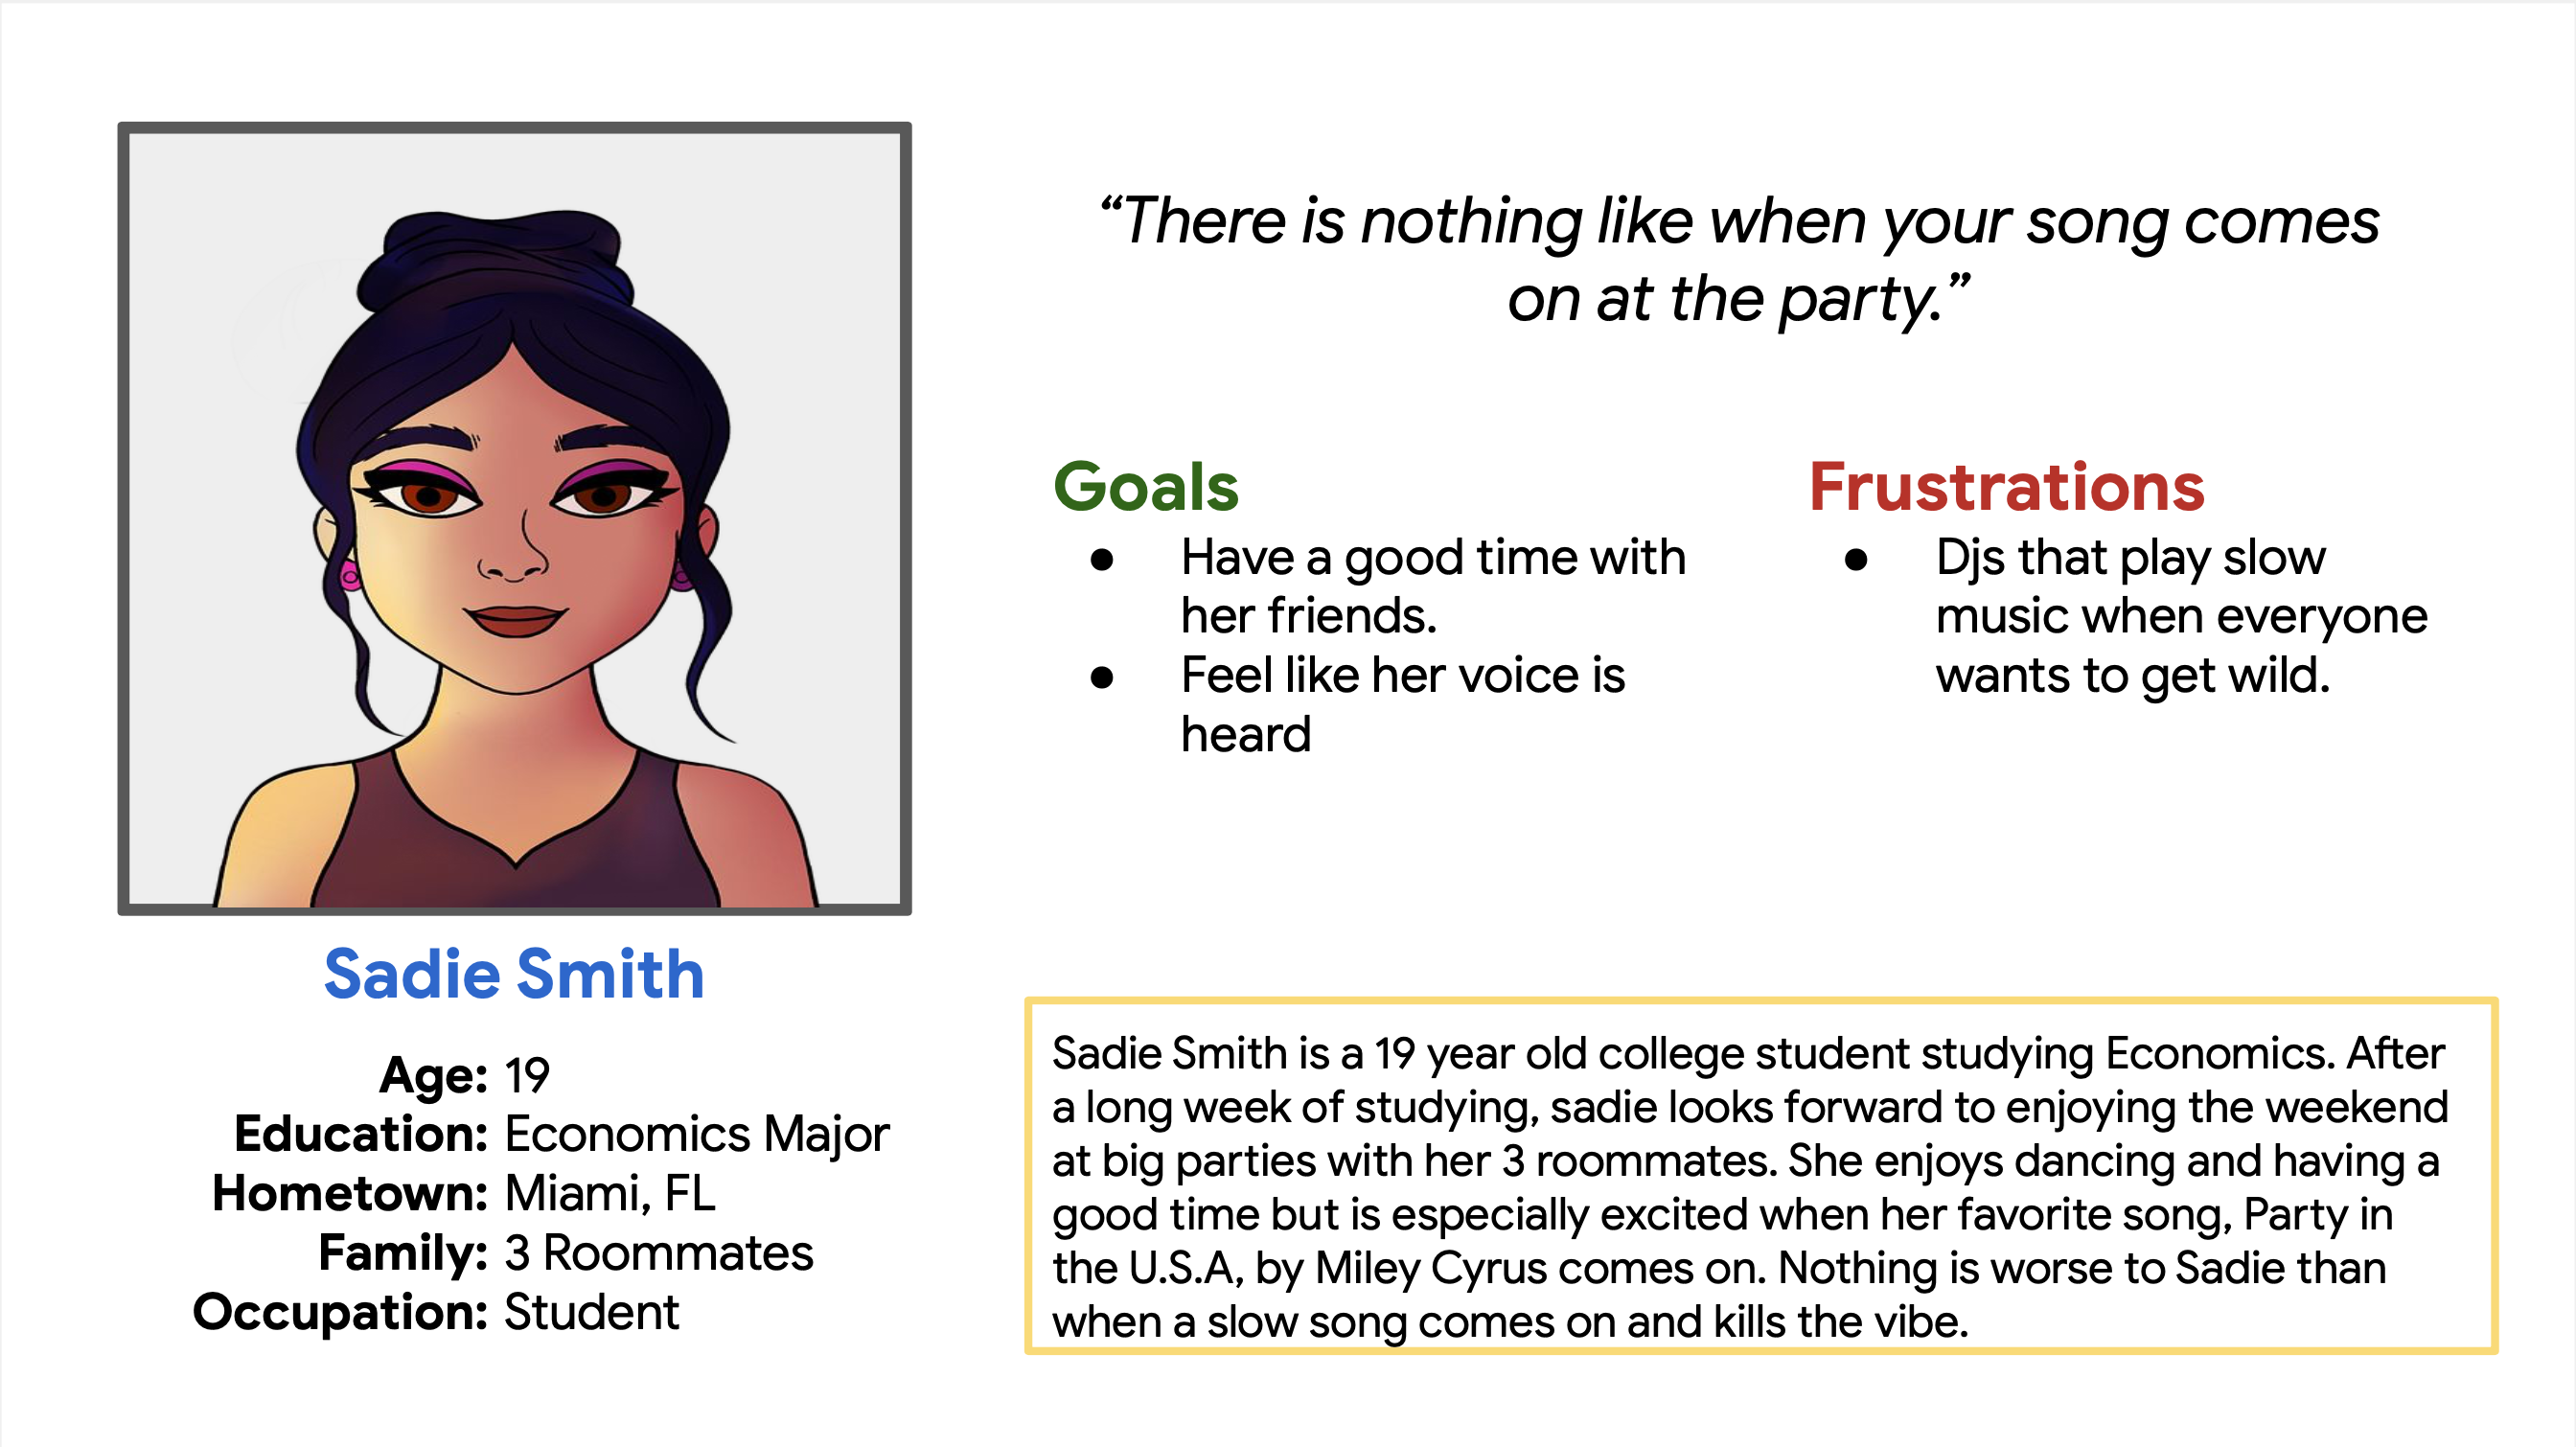 “There is nothing like when your song comes
on at the party.”
Goals
● Have a good time with
her friends.
● Feel like her voice is
heard
Frustrations
● Djs that play slow
music when everyone
wants to get wild.
Sadie Smith
Age: 19
Education: Economics Major
Hometown: Miami, FL
Family: 3 Roommates
Occupation: Student
Sadie Smith is a 19 year old college student studying Economics. After
a long week of studying, sadie looks forward to enjoying the weekend
at big parties with her 3 roommates. She enjoys dancing and having a
good time but is especially excited when her favorite song, Party in
the U.S.A, by Miley Cyrus comes on. Nothing is worse to Sadie than
when a slow song comes on and kills the vibe.